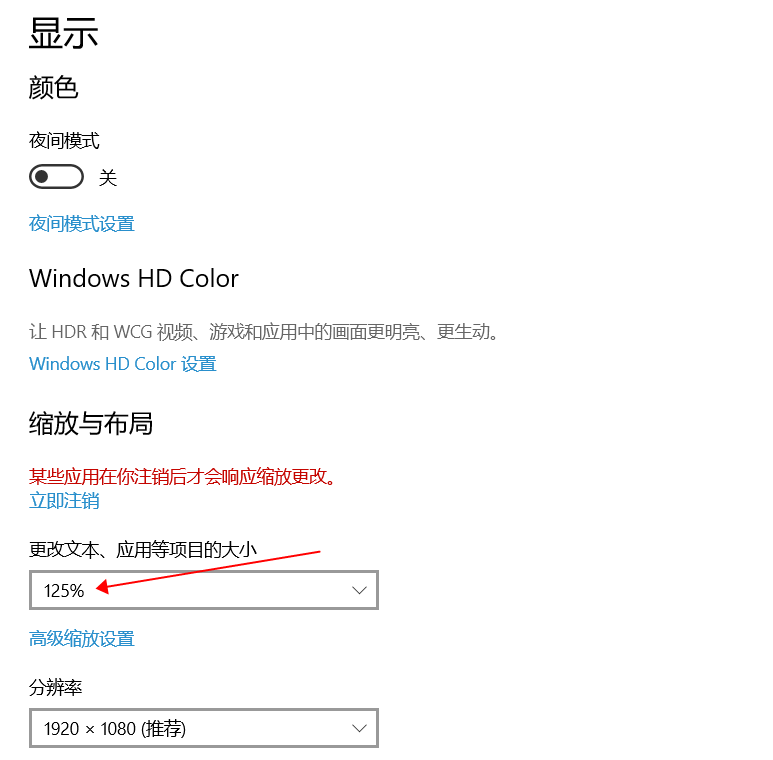 显示
颜色
夜间模式
关
夜间模式设置
Windows HD Color
让 HDR 和 WCG 视频、游戏和应用中的画面更明亮、更生动。
Windows HD Color 设置
缩放与布局
某些应用在你注销后才会响应缩放更改。
立即注销
更改文本、应用等项目的大小
125%
高级缩放设置
分辨率
1920 × 1080 (推荐)